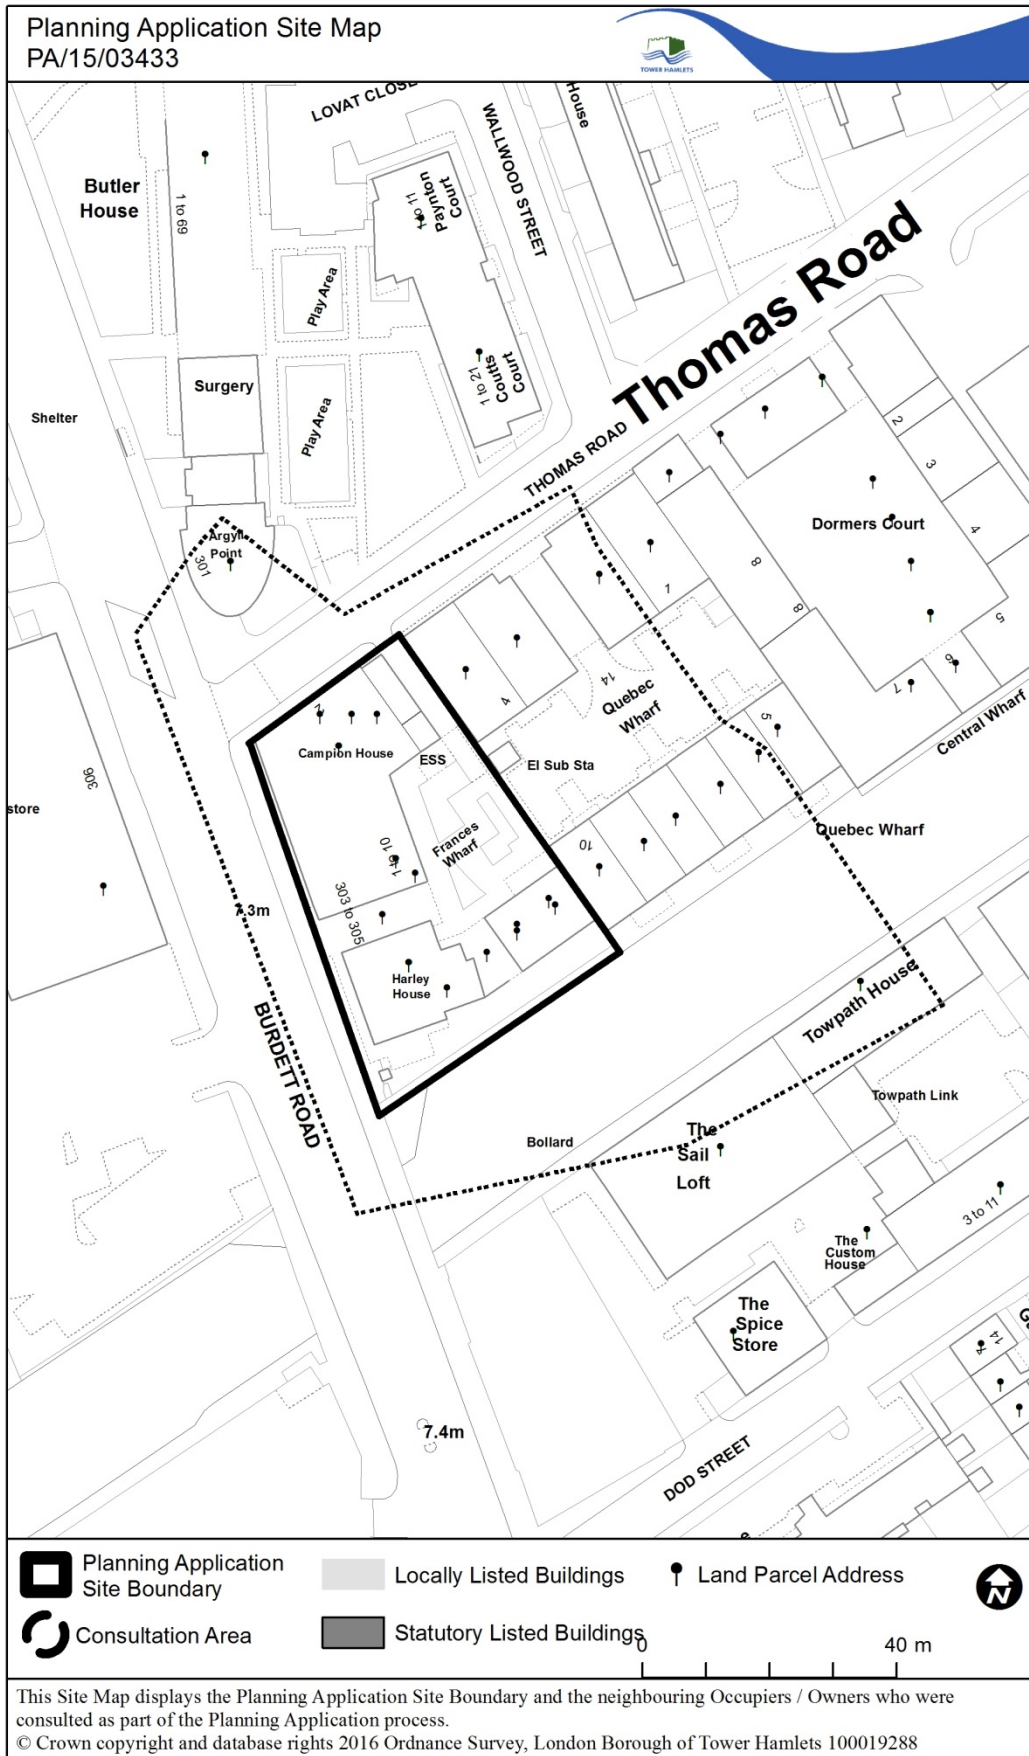 Planning Application Site Map
PA/15/03433
TOWER HAMLETS
LOVAT CLOSE
WALLWOOD STREET
House
Butler
House
1 to 69
Paynton
Court
1 to 11
Play Area
Thomas Road
Surgery
Coutts
Court
1 to 21
Play Area
Shelter
THOMAS ROAD
2
3
4
Dormers Court
Argyll
Point
301
8
8
1
5
6
7
14
Quebec
Wharf
4
2
Campion House
ESS
El Sub Sta
5
Central Wharf
306
store
Quebec Wharf
Frances
Wharf
1 to 10
10
303 to 305
7.3m
Harley
House
Towpath House
BURDETT ROAD
Towpath Link
Bollard
The
Sail
Loft
3 to 11
The
Custom
House
The
Spice
Store
14
7.4m
DOD STREET
Planning Application
Site Boundary
Locally Listed Buildings
Land Parcel Address
N
Consultation Area
Statutory Listed Buildings
0
40 m
This Site Map displays the Planning Application Site Boundary and the neighbouring Occupiers / Owners who were
consulted as part of the Planning Application process.
© Crown copyright and database rights 2016 Ordnance Survey, London Borough of Tower Hamlets 100019288